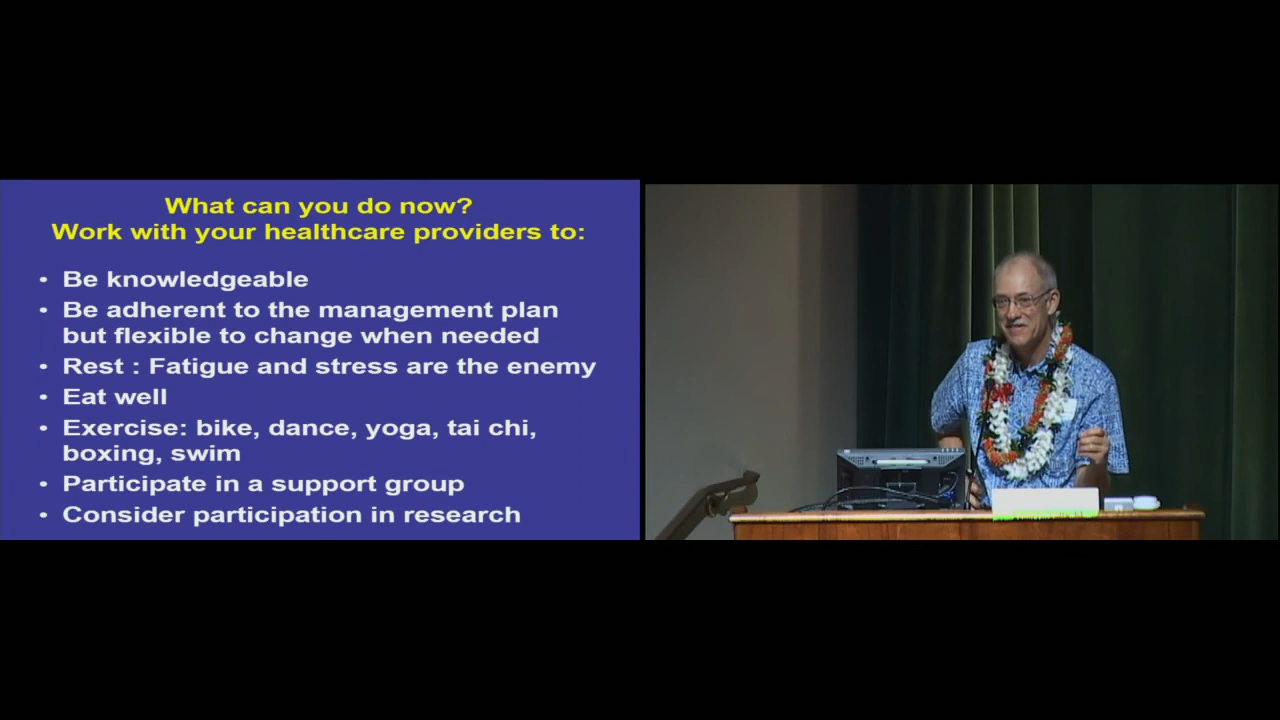 What can you do now?
Work with your healthcare providers to:
• Be knowledgeable
• Be adherent to the management plan
but flexible to change when needed
• Rest : Fatigue and stress are the enemy
• Eat well
• Exercise: bike, dance, yoga, tai chi,
boxing, swim
• Participate in a support group
• Consider participation in research